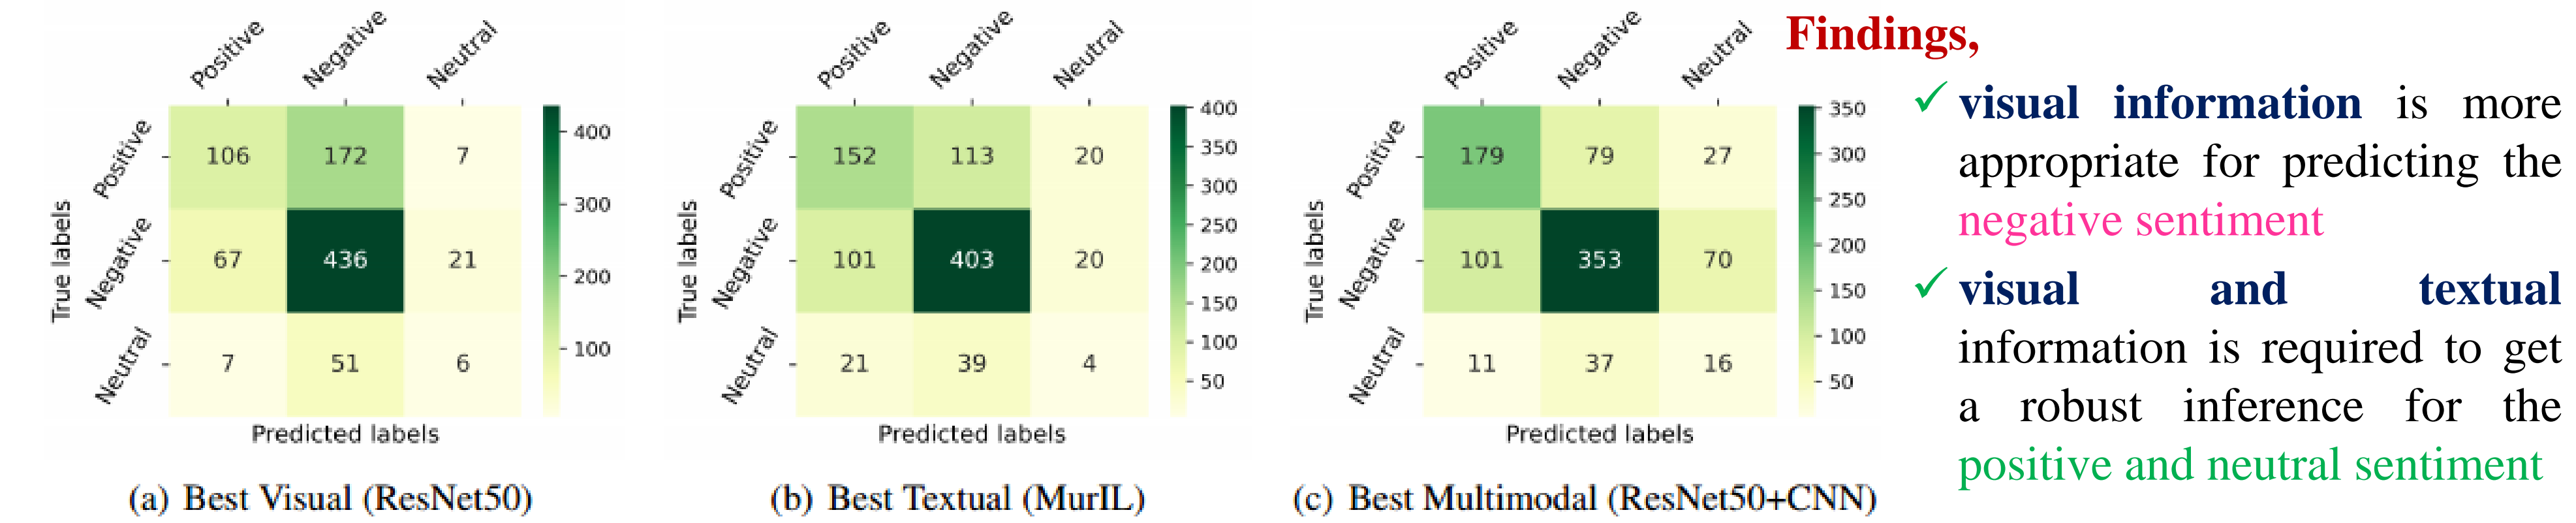 Positive Negative Neutral
True labels
Positive 106 172 7
Negative 67 436 21
Neutral 7 51 6
400
300
200
100
Predicted labels
(a) Best Visual (ResNet50)
Positive Negative Neutral
True labels
Positive 152 113 20
Negative 101 403 20
Neutral 21 39 4
400
350
300
250
200
150
100
50
Predicted labels
(b) Best Textual (MurIL)
Positive Negative Neutral
True labels
Positive 179 79 27
Negative 101 353 70
Neutral 11 37 16
350
300
250
200
150
100
50
Predicted labels
(c) Best Multimodal (ResNet50+CNN)
Findings,
✓ visual information is more
appropriate for predicting the
negative sentiment
✓ visual and textual
information is required to get
a robust inference for the
positive and neutral sentiment